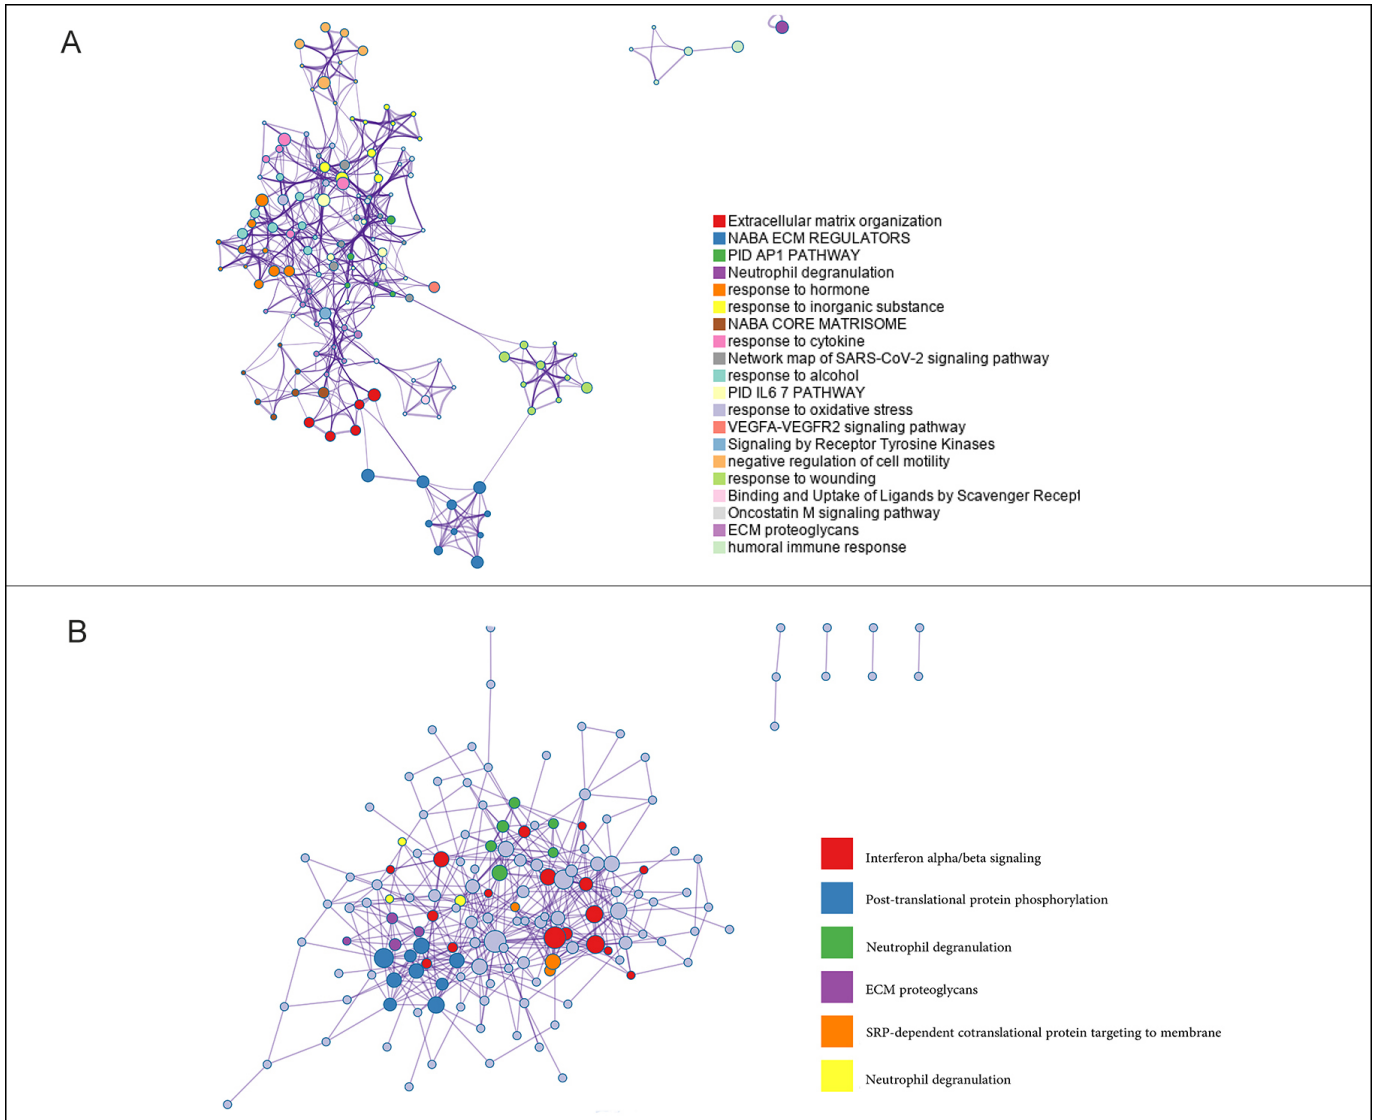 A
Extracellular matrix organization
NABA ECM REGULATORS
PID AP1 PATHWAY
Neutrophil degranulation
response to hormone
response to inorganic substance
NABA CORE MATRISOME
response to cytokine
Network map of SARS-CoV-2 signaling pathway
response to alcohol
PID IL6 7 PATHWAY
response to oxidative stress
VEGFA-VEGFR2 signaling pathway
Signaling by Receptor Tyrosine Kinases
negative regulation of cell motility
response to wounding
Binding and Uptake of Ligands by Scavenger Recept
Oncostatin M signaling pathway
ECM proteoglycans
humoral immune response
B
Interferon alpha/beta signaling
Post-translational protein phosphorylation
Neutrophil degranulation
ECM proteoglycans
SRP-dependent cotranslational protein targeting to membrane
Neutrophil degranulation